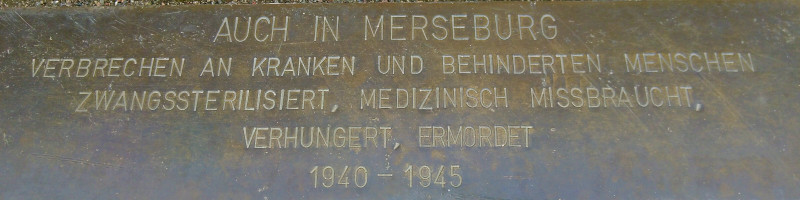 AUCH IN MERSEBURG
VERBRECHEN AN KRANKEN UND BEHINDERTEN MENSCHEN
ZWANGSSTERILISIERT, MEDIZINISCH MISSBRAUCHT,
VERHUNGERT, ERMORDET
1940 – 1945